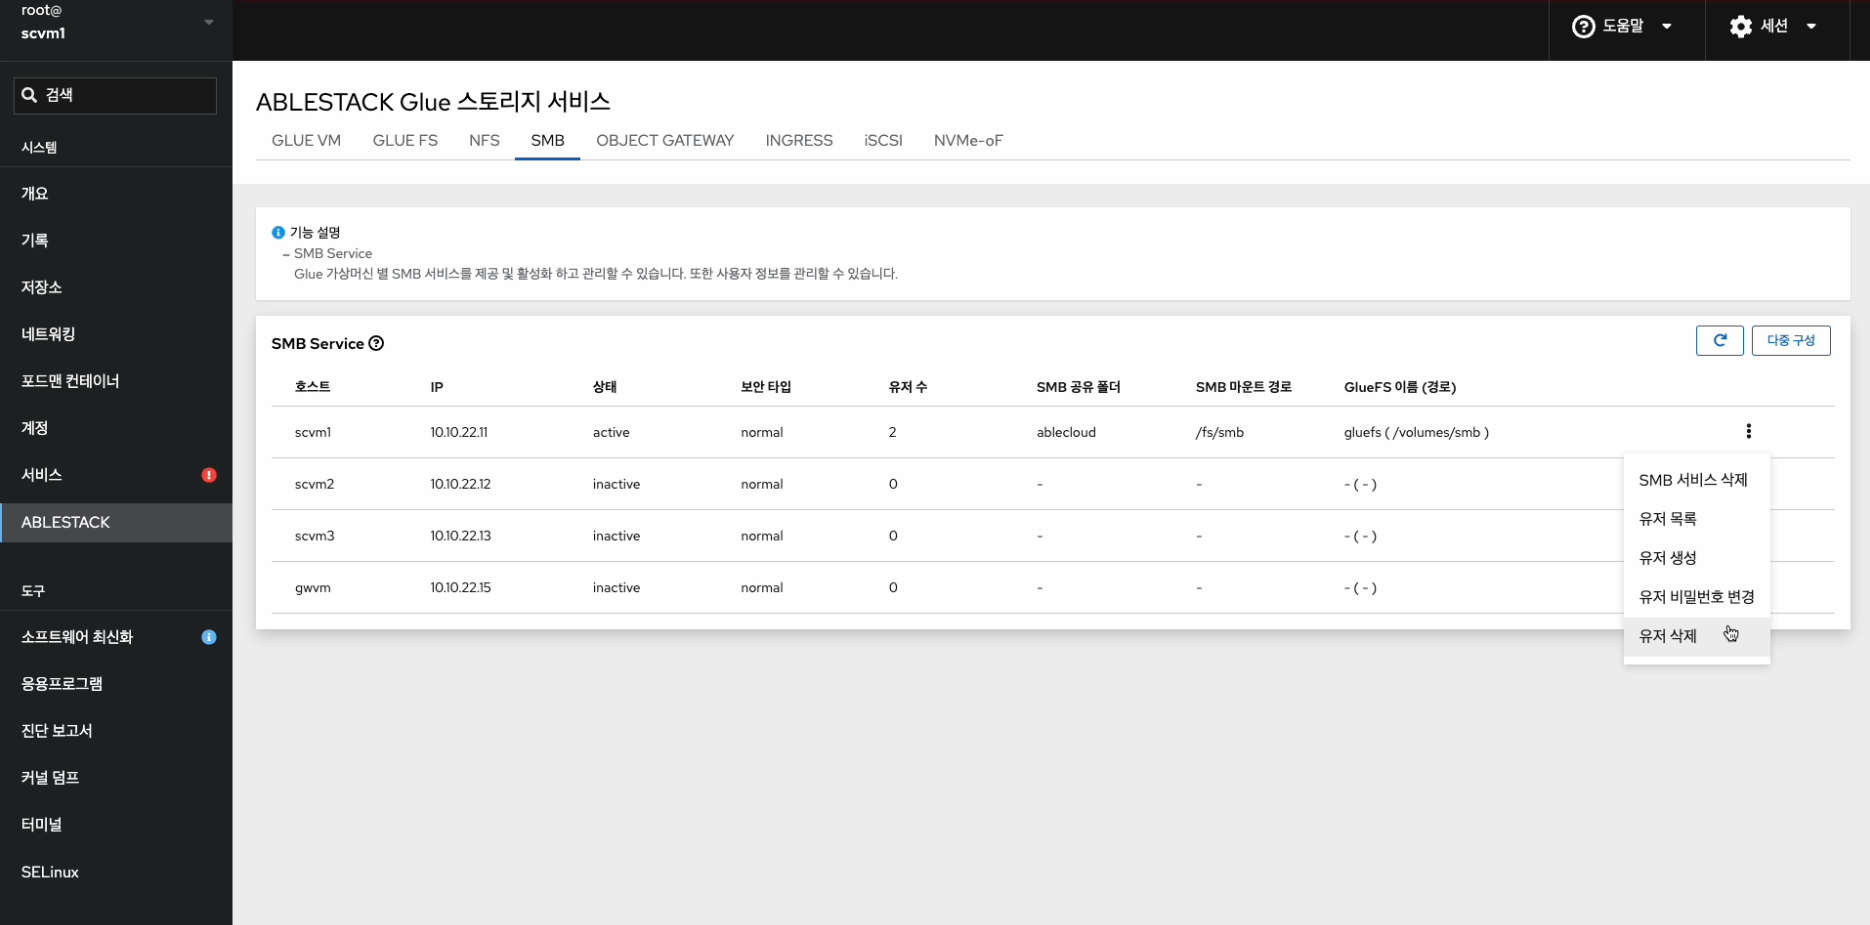 root@
scvm1
도움말
세션
검색
시스템
개요
기록
저장소
네트워킹
포드맨 컨테이너
계정
서비스
ABLESTACK
도구
소프트웨어 최신화
응용프로그램
진단 보고서
커널 덤프
터미널
SELinux
ABLESTACK Glue 스토리지 서비스
GLUE VM GLUE FS NFS SMB OBJECT GATEWAY INGRESS iSCSI NVMe-oF
기능 설명
– SMB Service
Glue 가상머신 별 SMB 서비스를 제공 및 활성화 하고 관리할 수 있습니다. 또한 사용자 정보를 관리할 수 있습니다.
SMB Service
다중 구성
호스트 IP 상태 보안 타입 유저 수 SMB 공유 폴더 SMB 마운트 경로 GlueFS 이름 (경로)
scvm1 10.10.22.11 active normal 2 ablecloud /fs/smb gluefs ( /volumes/smb )
scvm2 10.10.22.12 inactive normal 0 - - - ( - )
scvm3 10.10.22.13 inactive normal 0 - - - ( - )
gwvm 10.10.22.15 inactive normal 0 - - - ( - )
SMB 서비스 삭제
유저 목록
유저 생성
유저 비밀번호 변경
유저 삭제